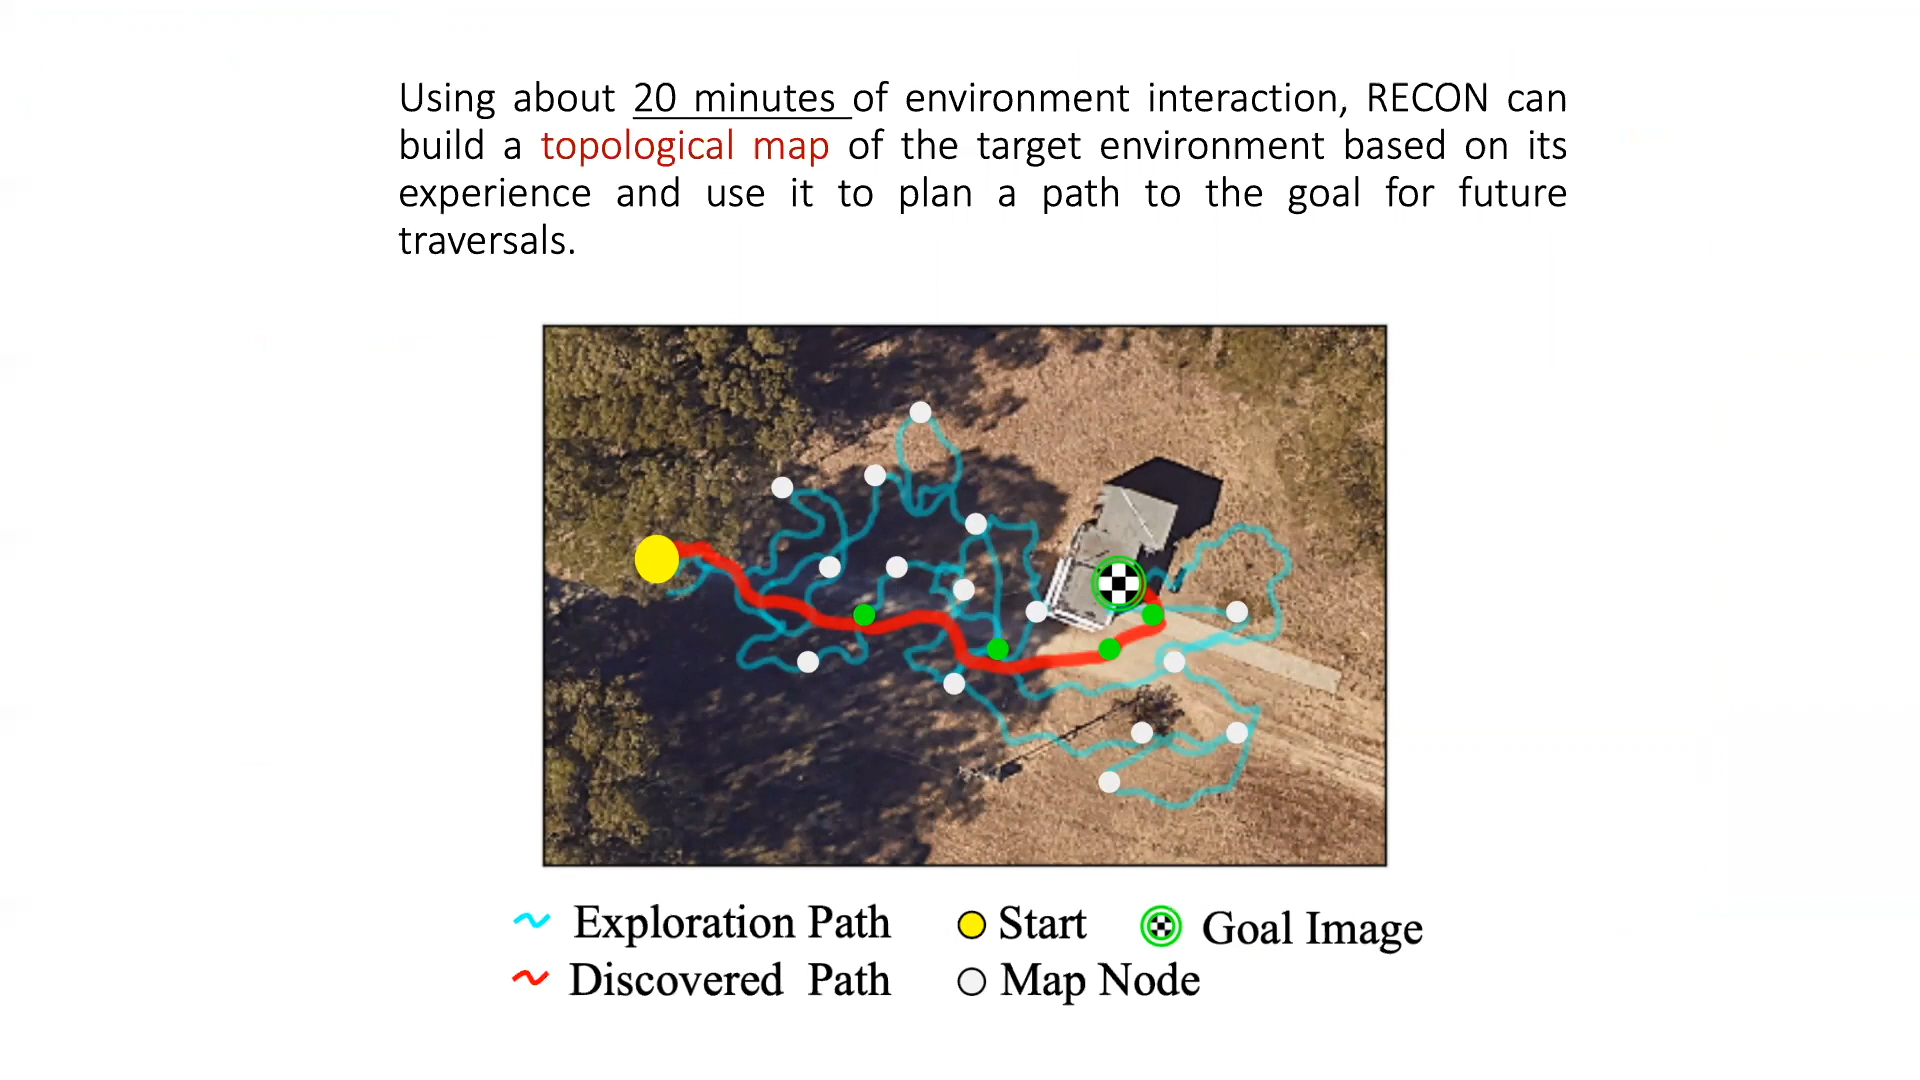 Using about 20 minutes of environment interaction, RECON can
build a topological map of the target environment based on its
experience and use it to plan a path to the goal for future
traversals.
Exploration Path
Start
Goal Image
Discovered Path
Map Node